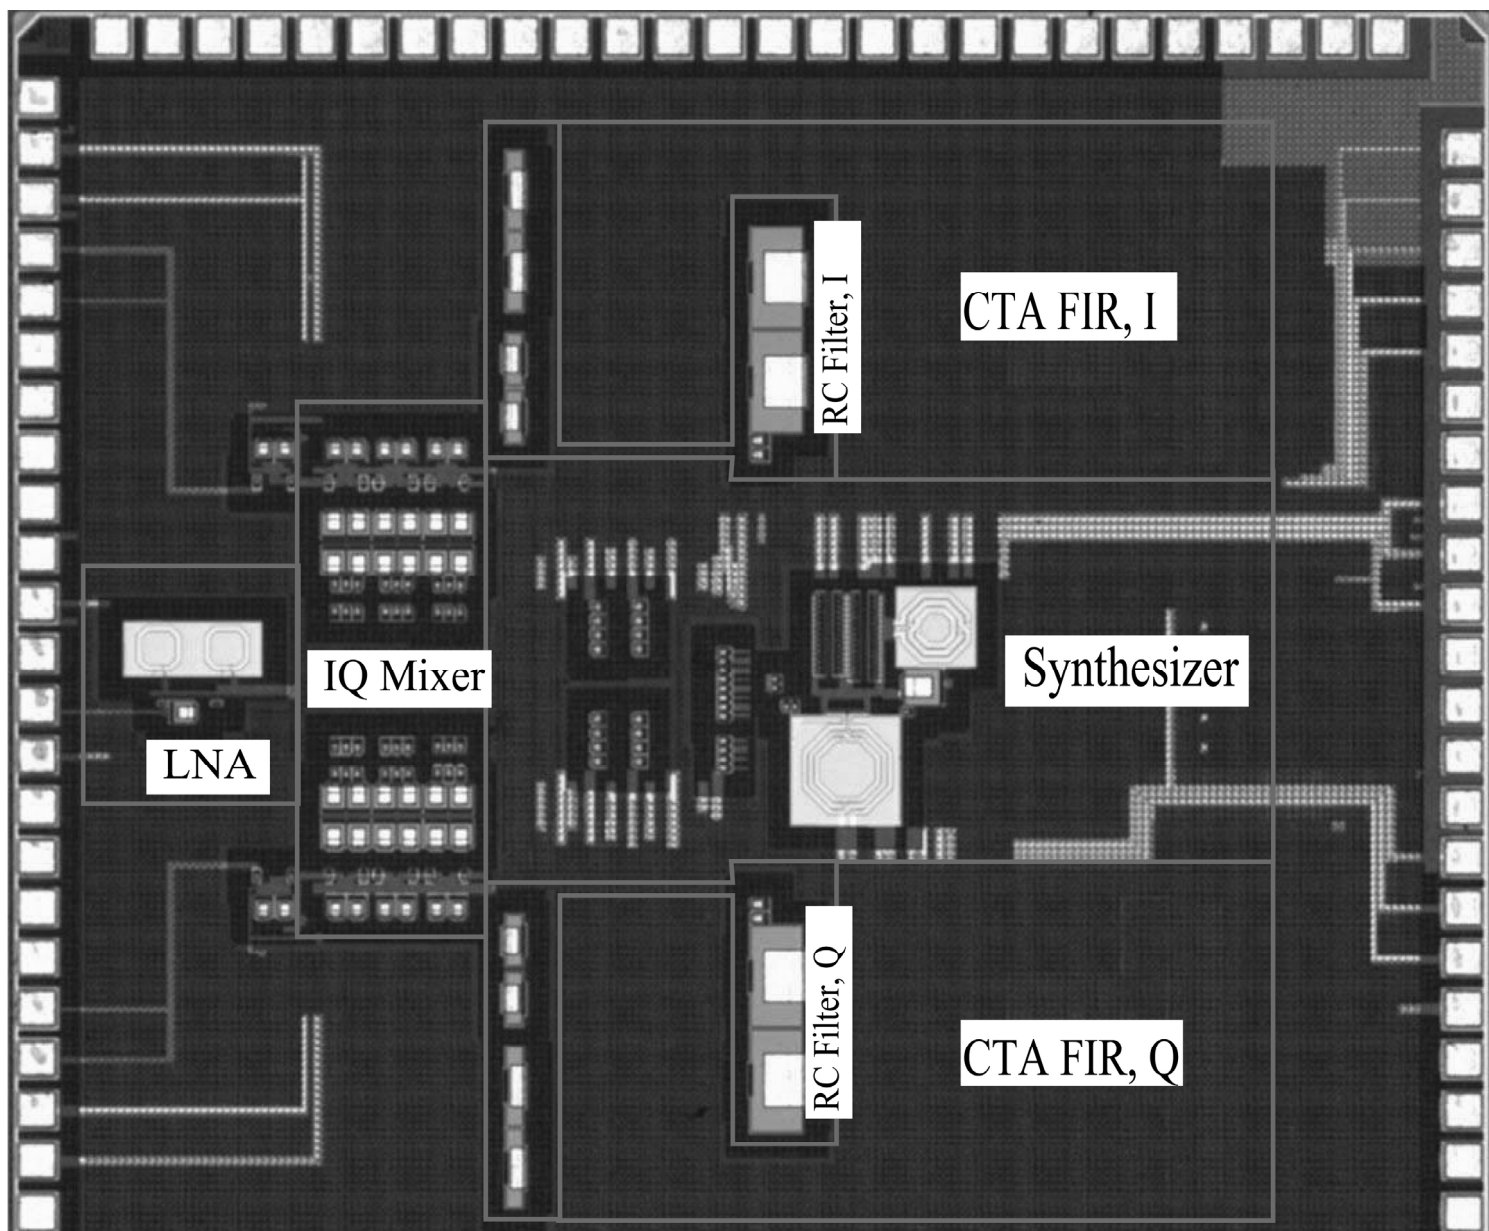 RC Filter, I
CTA FIR, I
IQ Mixer
Synthesizer
LNA
RC Filter, Q
CTA FIR, Q